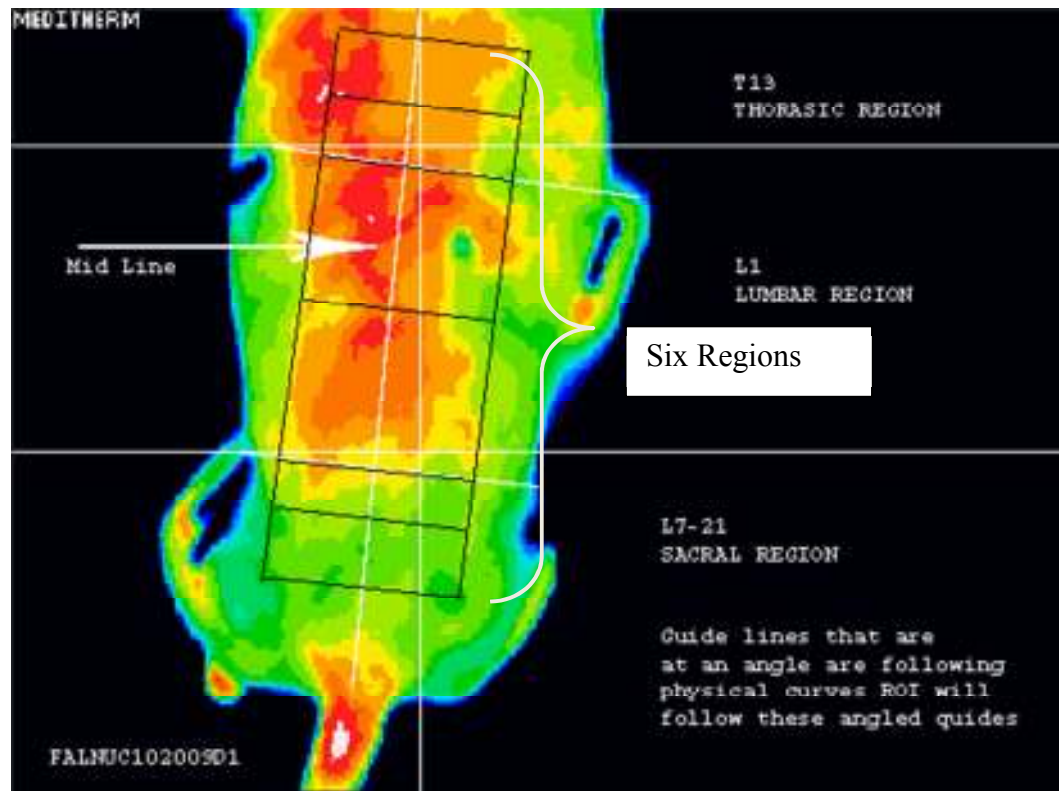 MEDITHERM
T13
THORASIC REGION
Mid Line
L1
LUMBAR REGION
Six Regions
L7-21
SACRAL REGION
Guide lines that are
at an angle are following
physical curves ROI will
follow these angled guides
FALNUC102009D1